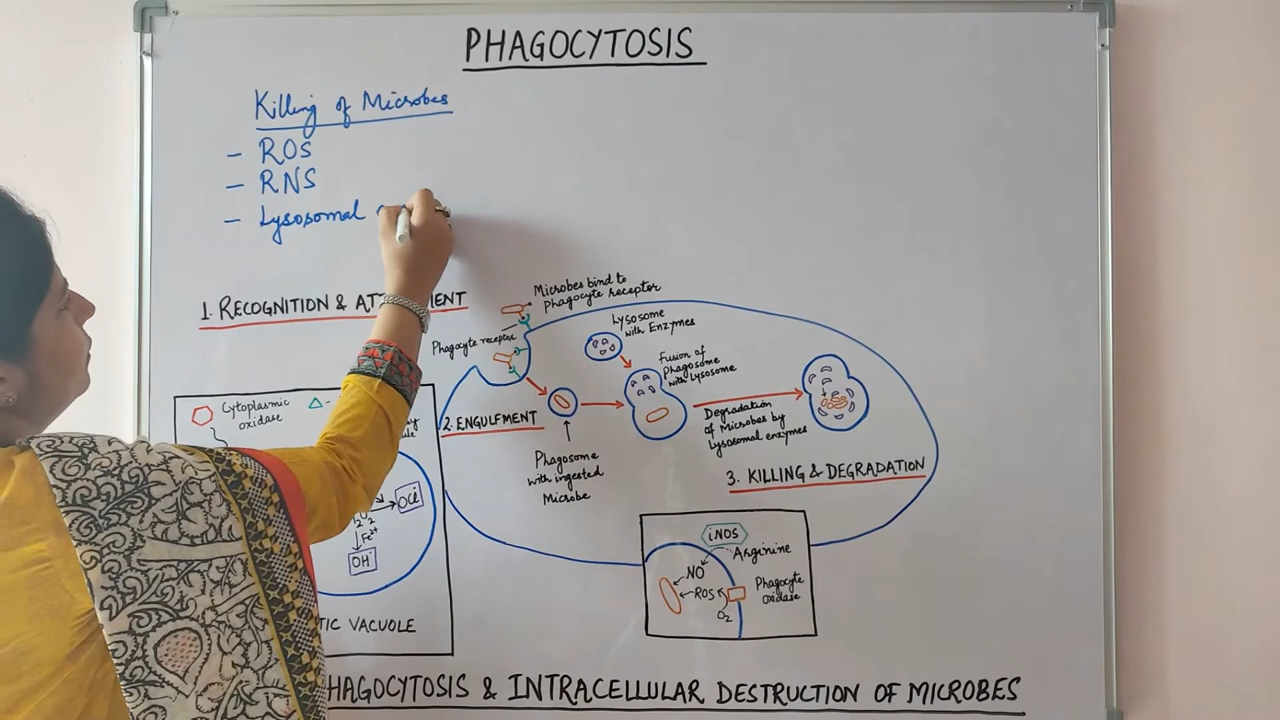 PHAGOCYTOSIS
Killing of Microbes
- ROS
- RNS
- Lysosomal
1. RECOGNITION & AT MENT
Microbes bind to
phagocyte receptor
Phagocyte receptor
Lysosome
with Enzymes
Fusion of
phagosome
with Lysosome
2. ENGULFMENT
Phagosome
with ingested
Microbe
Degradation
of Microbes by
Lysosomal enzymes
3. KILLING & DEGRADATION
Cytoplasmic
oxidase
OCl
Fe²⁺
OH
TIC VACUOLE
iNOS
Arginine
NO
ROS
O₂
Phagocyte
oxidase
HAGOCYTOSIS & INTRACELLULAR DESTRUCTION OF MICROBES